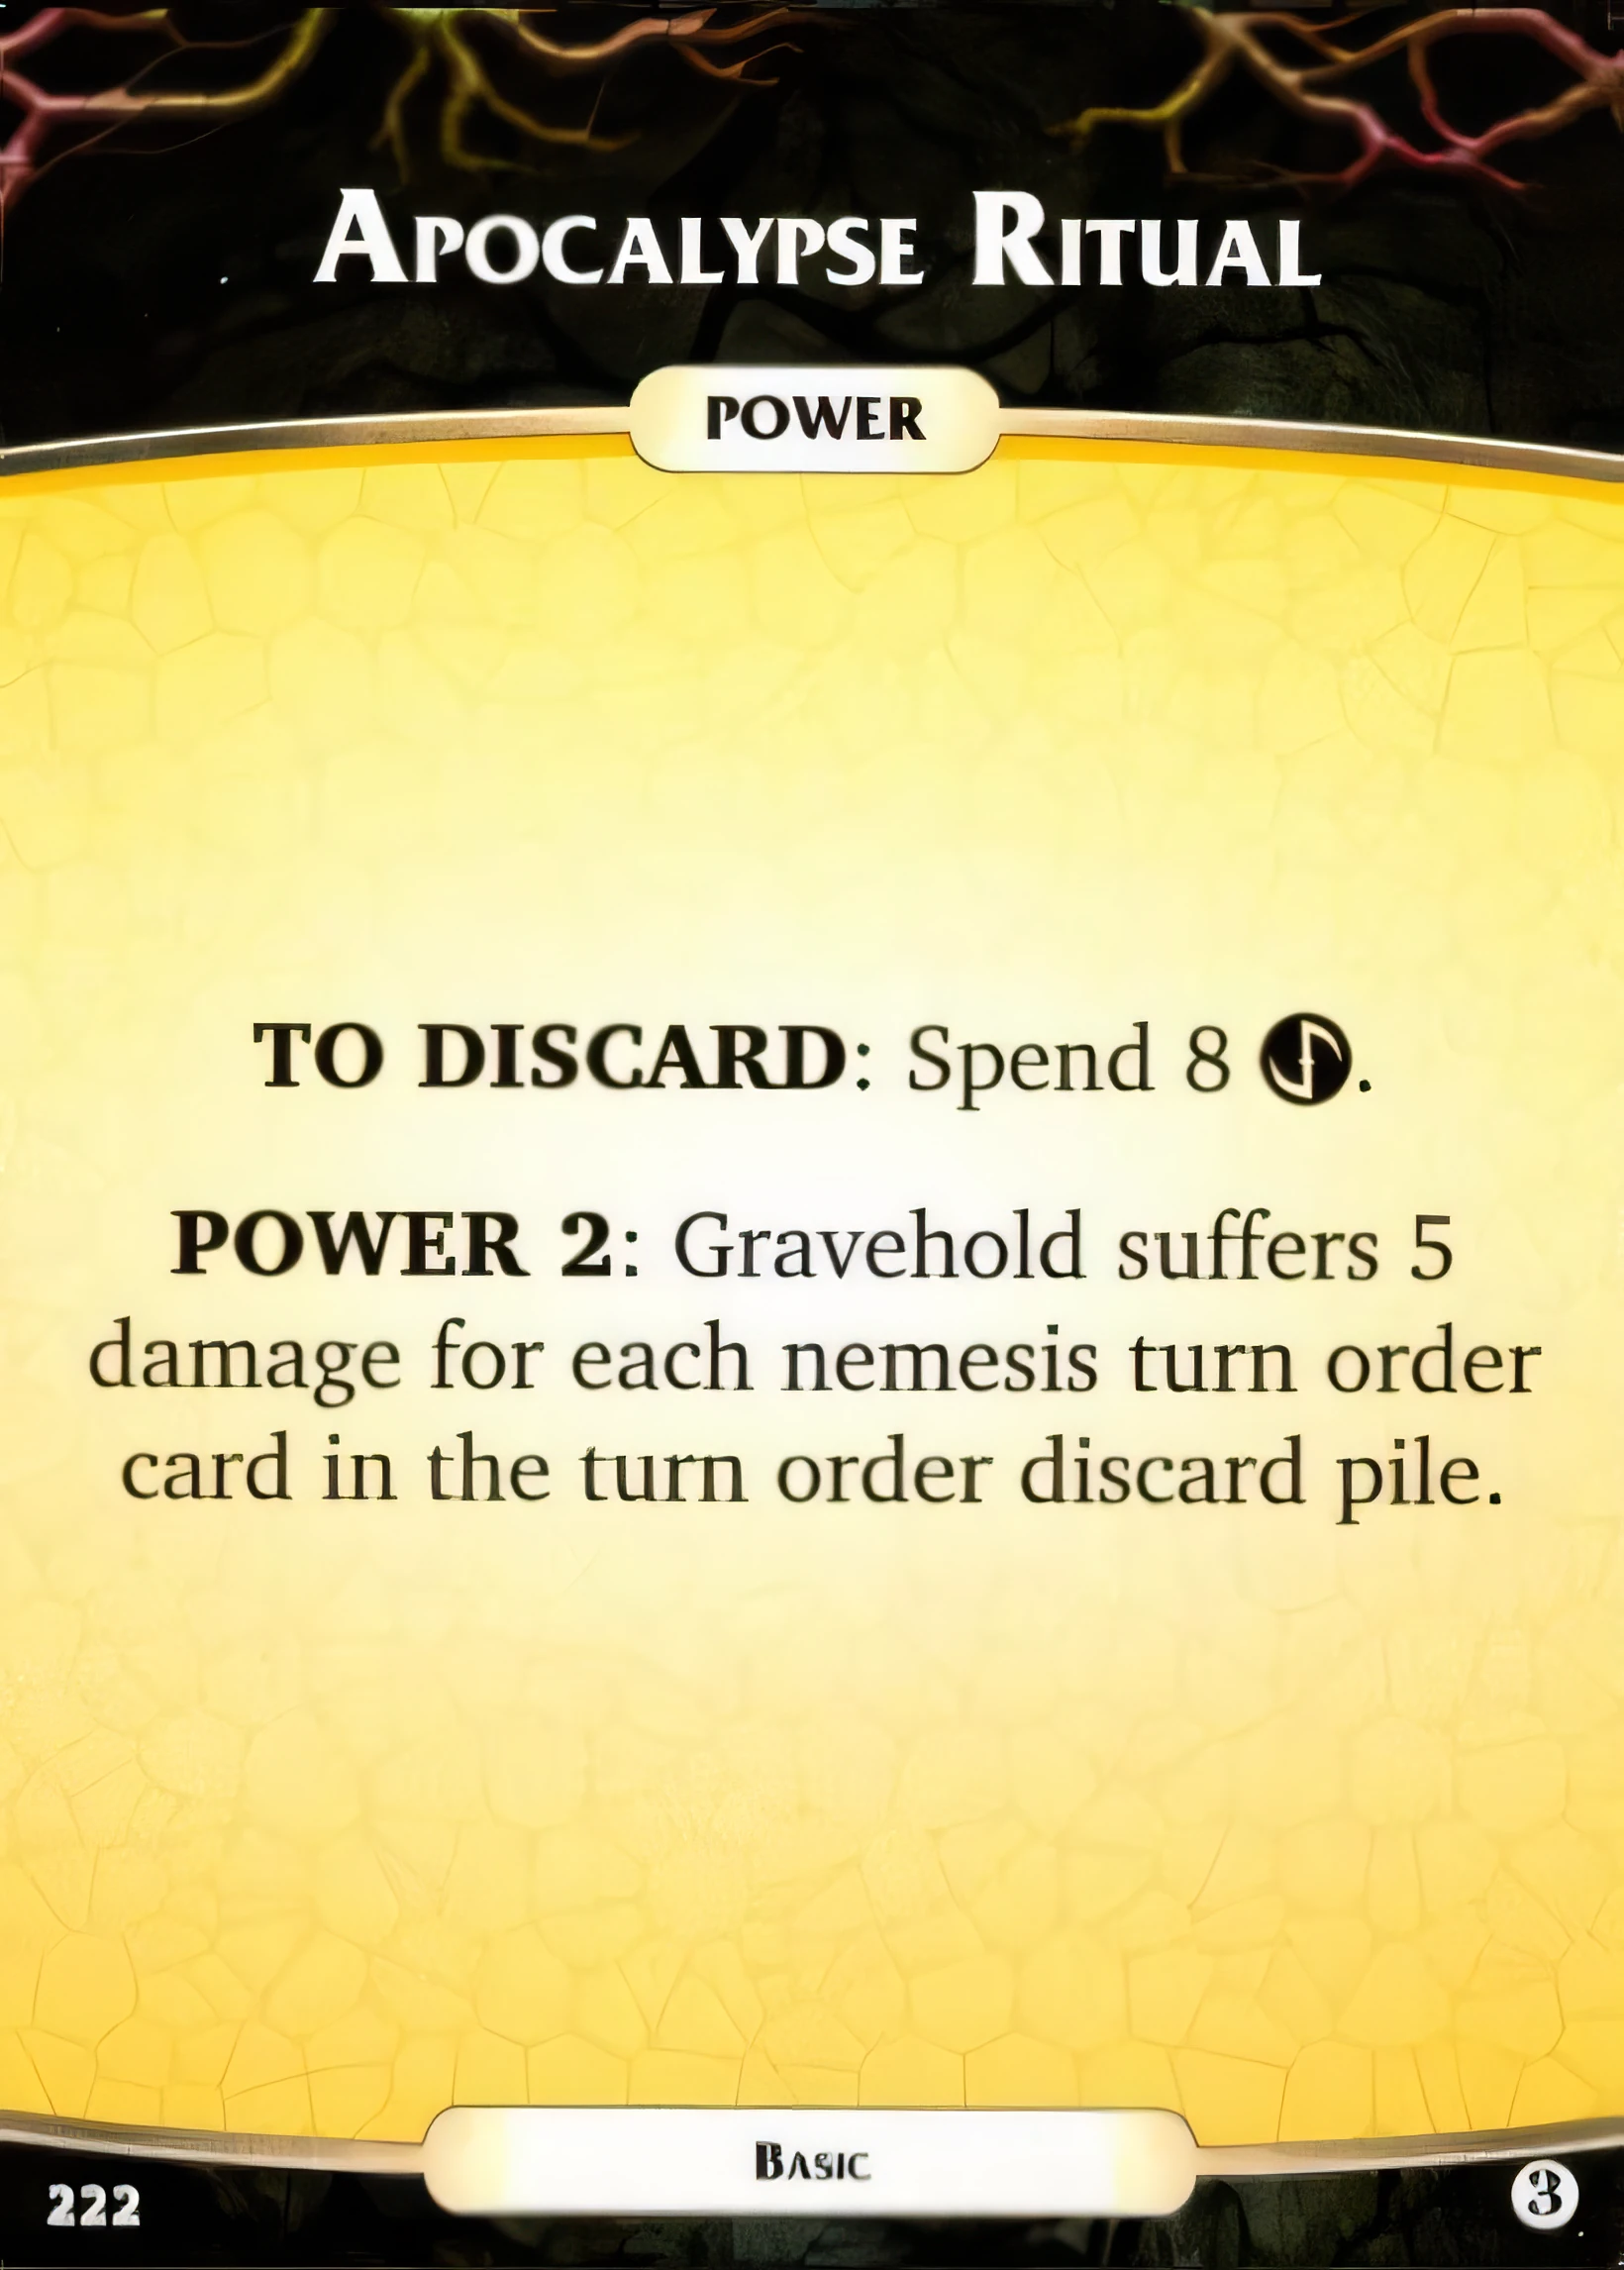 APOCALYPSE RITUAL
POWER
TO DISCARD: Spend 8 .
POWER 2: Gravehold suffers 5
damage for each nemesis turn order
card in the turn order discard pile.
BASIC
222
3